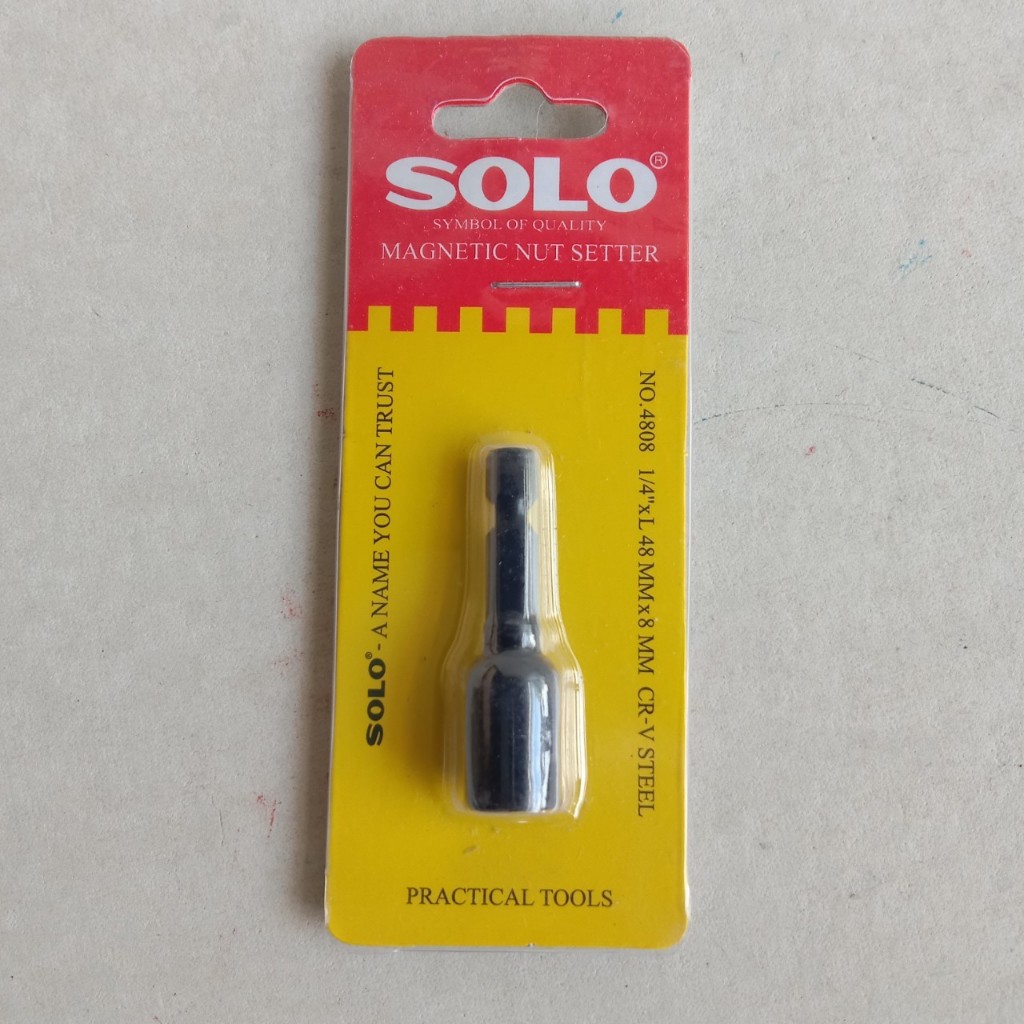 SOLO®
SYMBOL OF QUALITY
MAGNETIC NUT SETTER
SOLO® - A NAME YOU CAN TRUST
NO.4808 1/4"xL 48 MMx8 MM CR-V STEEL
PRACTICAL TOOLS